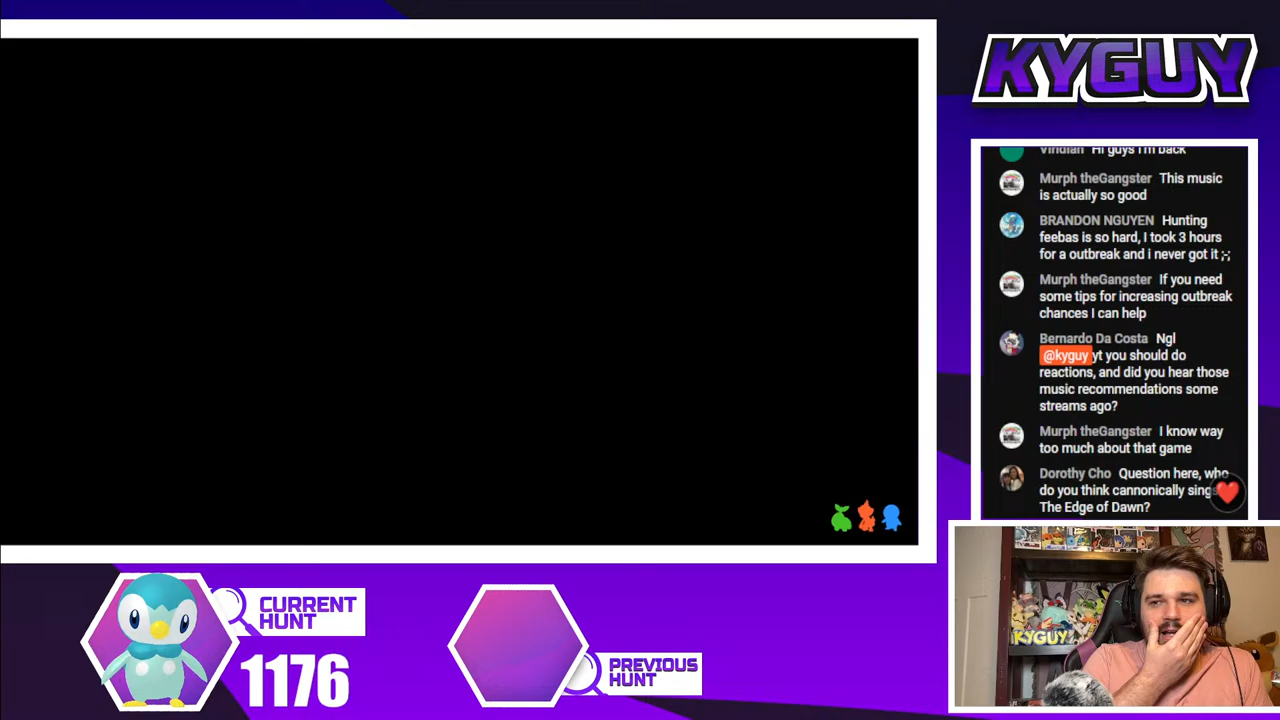 KYGUY
Viridian Hi guys I'm back
Murph theGangster This music
is actually so good
BRANDON NGUYEN Hunting
feebas is so hard, I took 3 hours
for a outbreak and i never got it ;-;
Murph theGangster If you need
some tips for increasing outbreak
chances I can help
Bernardo Da Costa Ngl
@kyguy yt you should do
reactions, and did you hear those
music recommendations some
streams ago?
Murph theGangster I know way
too much about that game
Dorothy Cho Question here, who
do you think cannonically sings
The Edge of Dawn?
KYGUY
CURRENT
HUNT
1176
PREVIOUS
HUNT